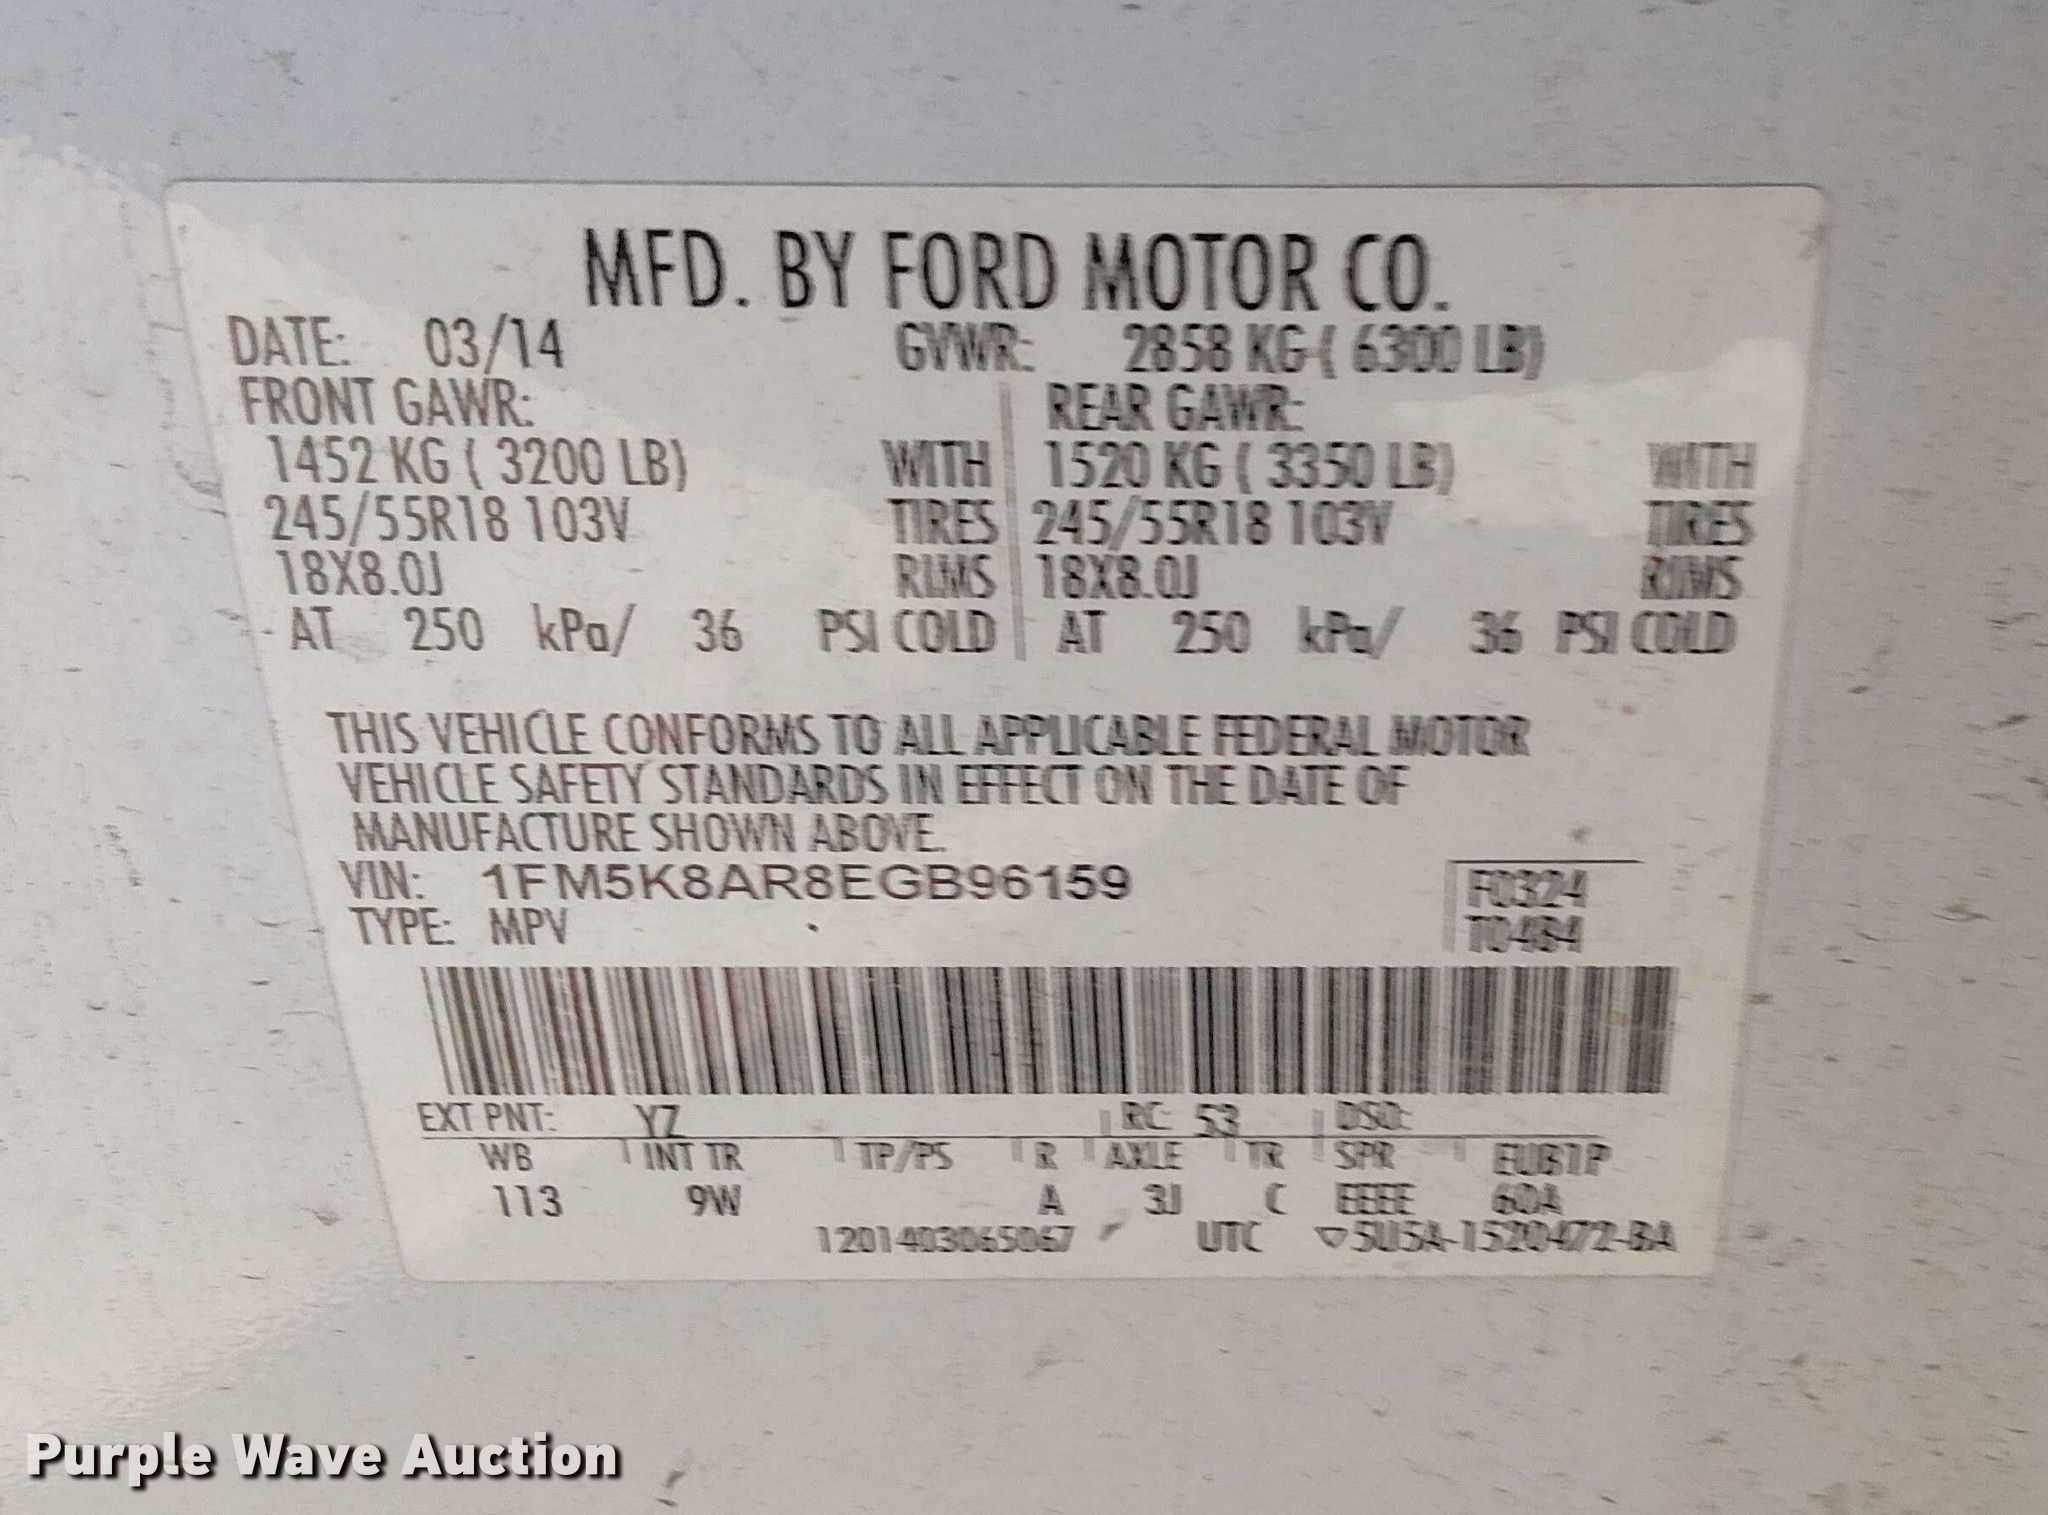 MFD. BY FORD MOTOR CO.
DATE: 03/14 GVWR: 2858 KG ( 6300 LB)
FRONT GAWR: REAR GAWR:
1452 KG ( 3200 LB) WITH 1520 KG ( 3350 LB) WITH
245/55R18 103V TIRES 245/55R18 103V TIRES
18X8.0J RIMS 18X8.0J RIMS
AT 250 kPa/ 36 PSI COLD AT 250 kPa/ 36 PSI COLD
THIS VEHICLE CONFORMS TO ALL APPLICABLE FEDERAL MOTOR
VEHICLE SAFETY STANDARDS IN EFFECT ON THE DATE OF
MANUFACTURE SHOWN ABOVE.
VIN: 1FM5K8AR8EGB96159
TYPE: MPV
F0324
T0484
EXT PNT: YZ RC: 53 DSO:
WB INT TR TP/PS R AXLE TR SPR
113 9W A 3J C EEEE 60A
1201403065067 UTC ▽5U5A-1520472-BA
Purple Wave Auction